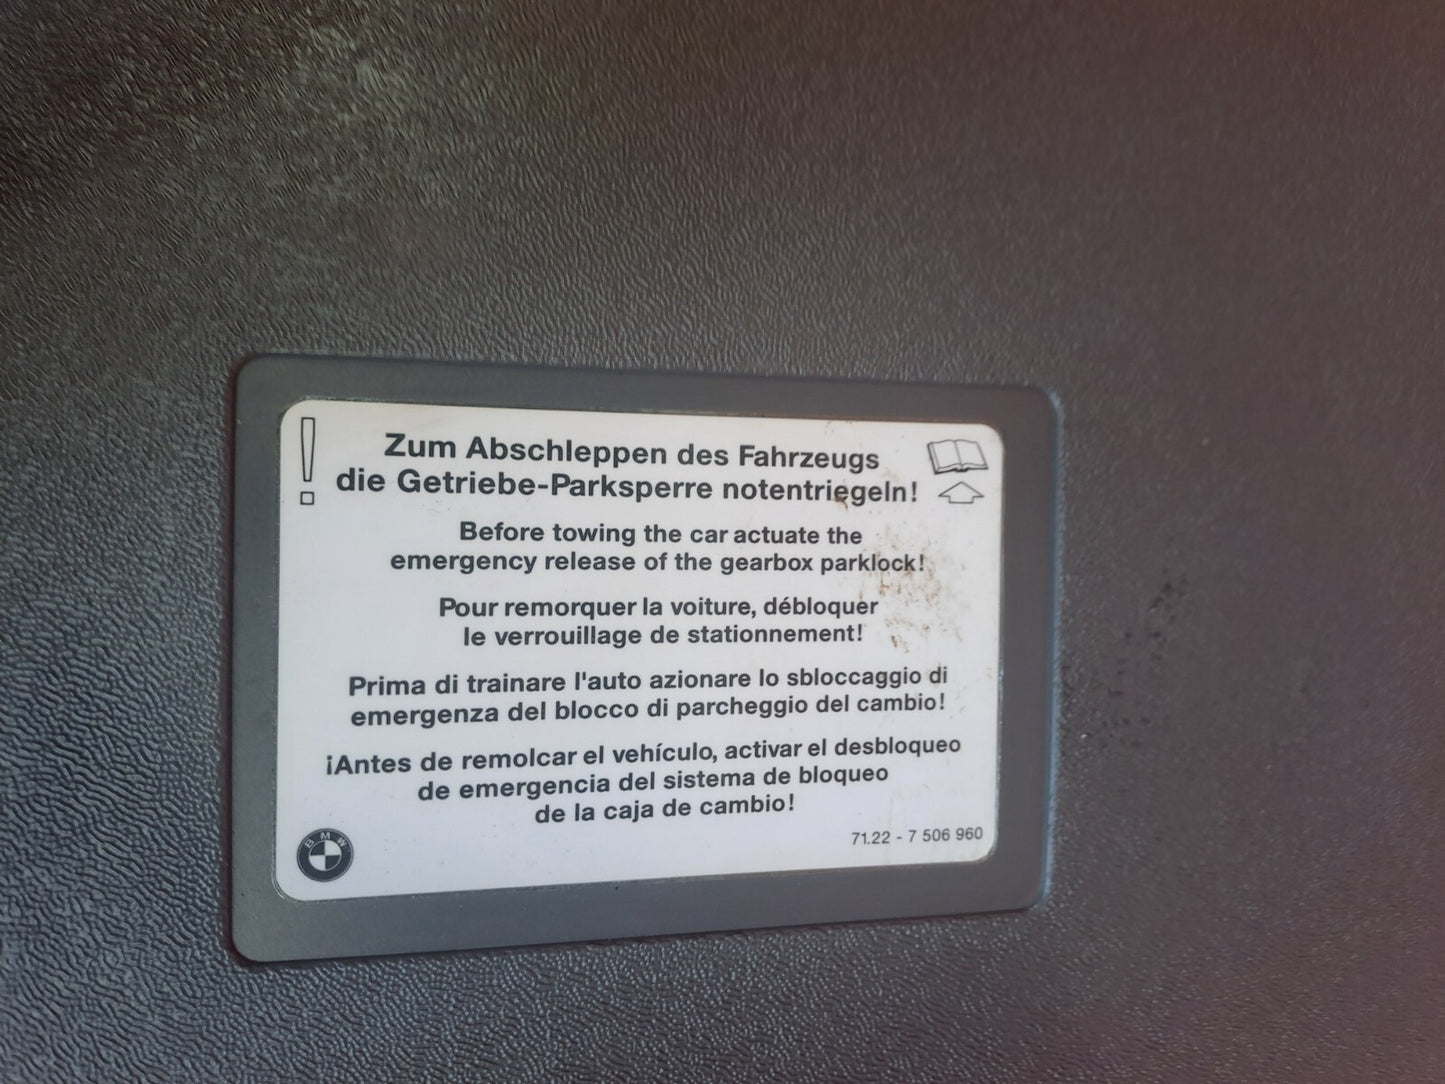 Zum Abschleppen des Fahrzeugs
die Getriebe-Parksperre notentriegeln!
Before towing the car actuate the
emergency release of the gearbox parklock!
Pour remorquer la voiture, débloquer
le verrouillage de stationnement!
Prima di trainare l'auto azionare lo sbloccaggio di
emergenza del blocco di parcheggio del cambio!
¡Antes de remolcar el vehículo, activar el desbloqueo
de emergencia del sistema de bloqueo
de la caja de cambio!
BMW
71.22 - 7 506 960